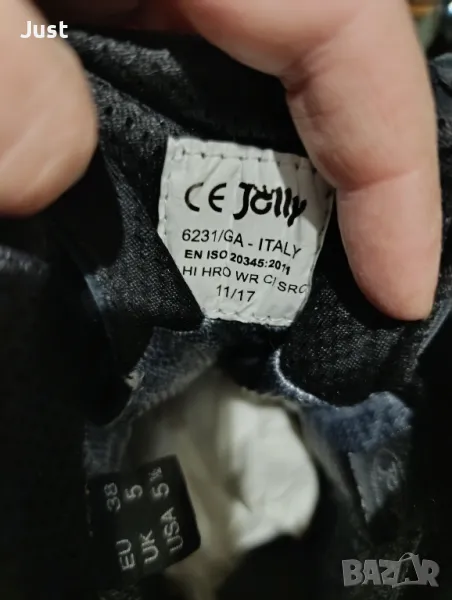 Just
CE Jolly
6231/GA - ITALY
EN ISO 20345:2011
HI HRO WR CI SRC
11/17
EU 38
UK 5
USA 5 ½
BAZAR